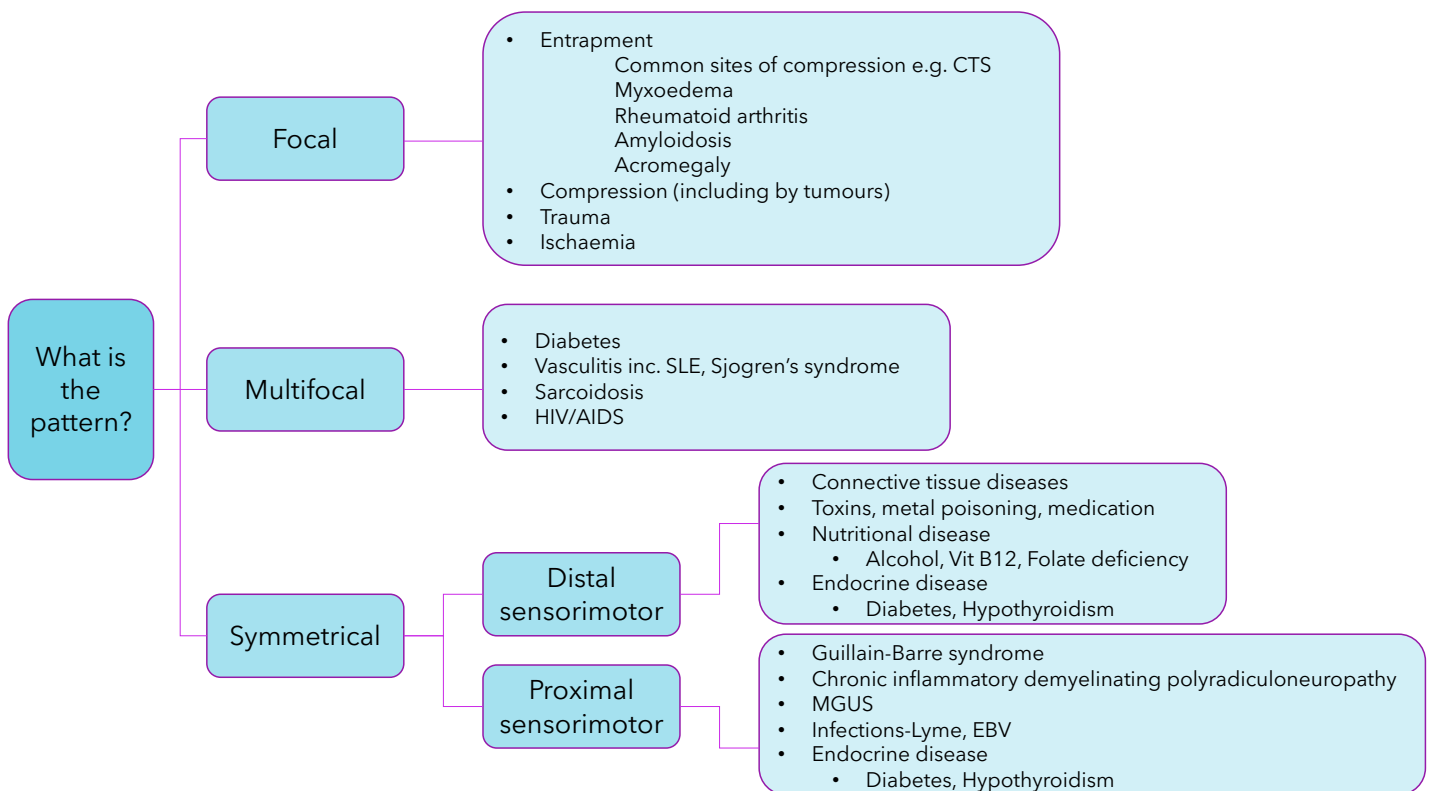 What is
the
pattern?
Focal
• Entrapment
Common sites of compression e.g. CTS
Myxoedema
Rheumatoid arthritis
Amyloidosis
Acromegaly
• Compression (including by tumours)
• Trauma
• Ischaemia
Multifocal
• Diabetes
• Vasculitis inc. SLE, Sjogren's syndrome
• Sarcoidosis
• HIV/AIDS
Symmetrical
Distal
sensorimotor
• Connective tissue diseases
• Toxins, metal poisoning, medication
• Nutritional disease
• Alcohol, Vit B12, Folate deficiency
• Endocrine disease
• Diabetes, Hypothyroidism
Proximal
sensorimotor
• Guillain-Barre syndrome
• Chronic inflammatory demyelinating polyradiculoneuropathy
• MGUS
• Infections-Lyme, EBV
• Endocrine disease
• Diabetes, Hypothyroidism